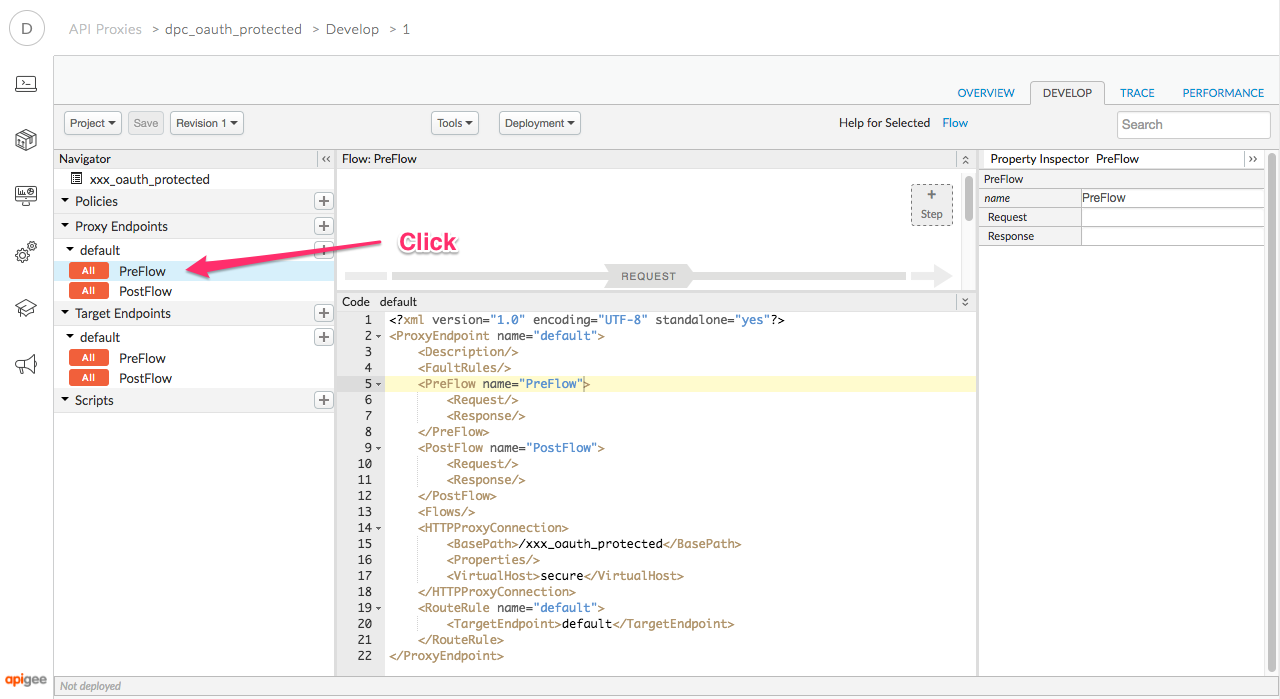 D API Proxies > dpc_oauth_protected > Develop > 1
OVERVIEW DEVELOP TRACE PERFORMANCE
Project Save Revision 1 Tools Deployment Help for Selected Flow Search
Navigator
xxx_oauth_protected
Policies
Proxy Endpoints
default
All PreFlow
All PostFlow
Target Endpoints
default
All PreFlow
All PostFlow
Scripts
Click
Flow: PreFlow
+
Step
REQUEST
Code default
1 <?xml version="1.0" encoding="UTF-8" standalone="yes"?>
2 <ProxyEndpoint name="default">
3 <Description/>
4 <FaultRules/>
5 <PreFlow name="PreFlow">
6 <Request/>
7 <Response/>
8 </PreFlow>
9 <PostFlow name="PostFlow">
10 <Request/>
11 <Response/>
12 </PostFlow>
13 <Flows/>
14 <HTTPProxyConnection>
15 <BasePath>/xxx_oauth_protected</BasePath>
16 <Properties/>
17 <VirtualHost>secure</VirtualHost>
18 </HTTPProxyConnection>
19 <RouteRule name="default">
20 <TargetEndpoint>default</TargetEndpoint>
21 </RouteRule>
22 </ProxyEndpoint>
Property Inspector PreFlow
PreFlow
name PreFlow
Request
Response
apigee
Not deployed